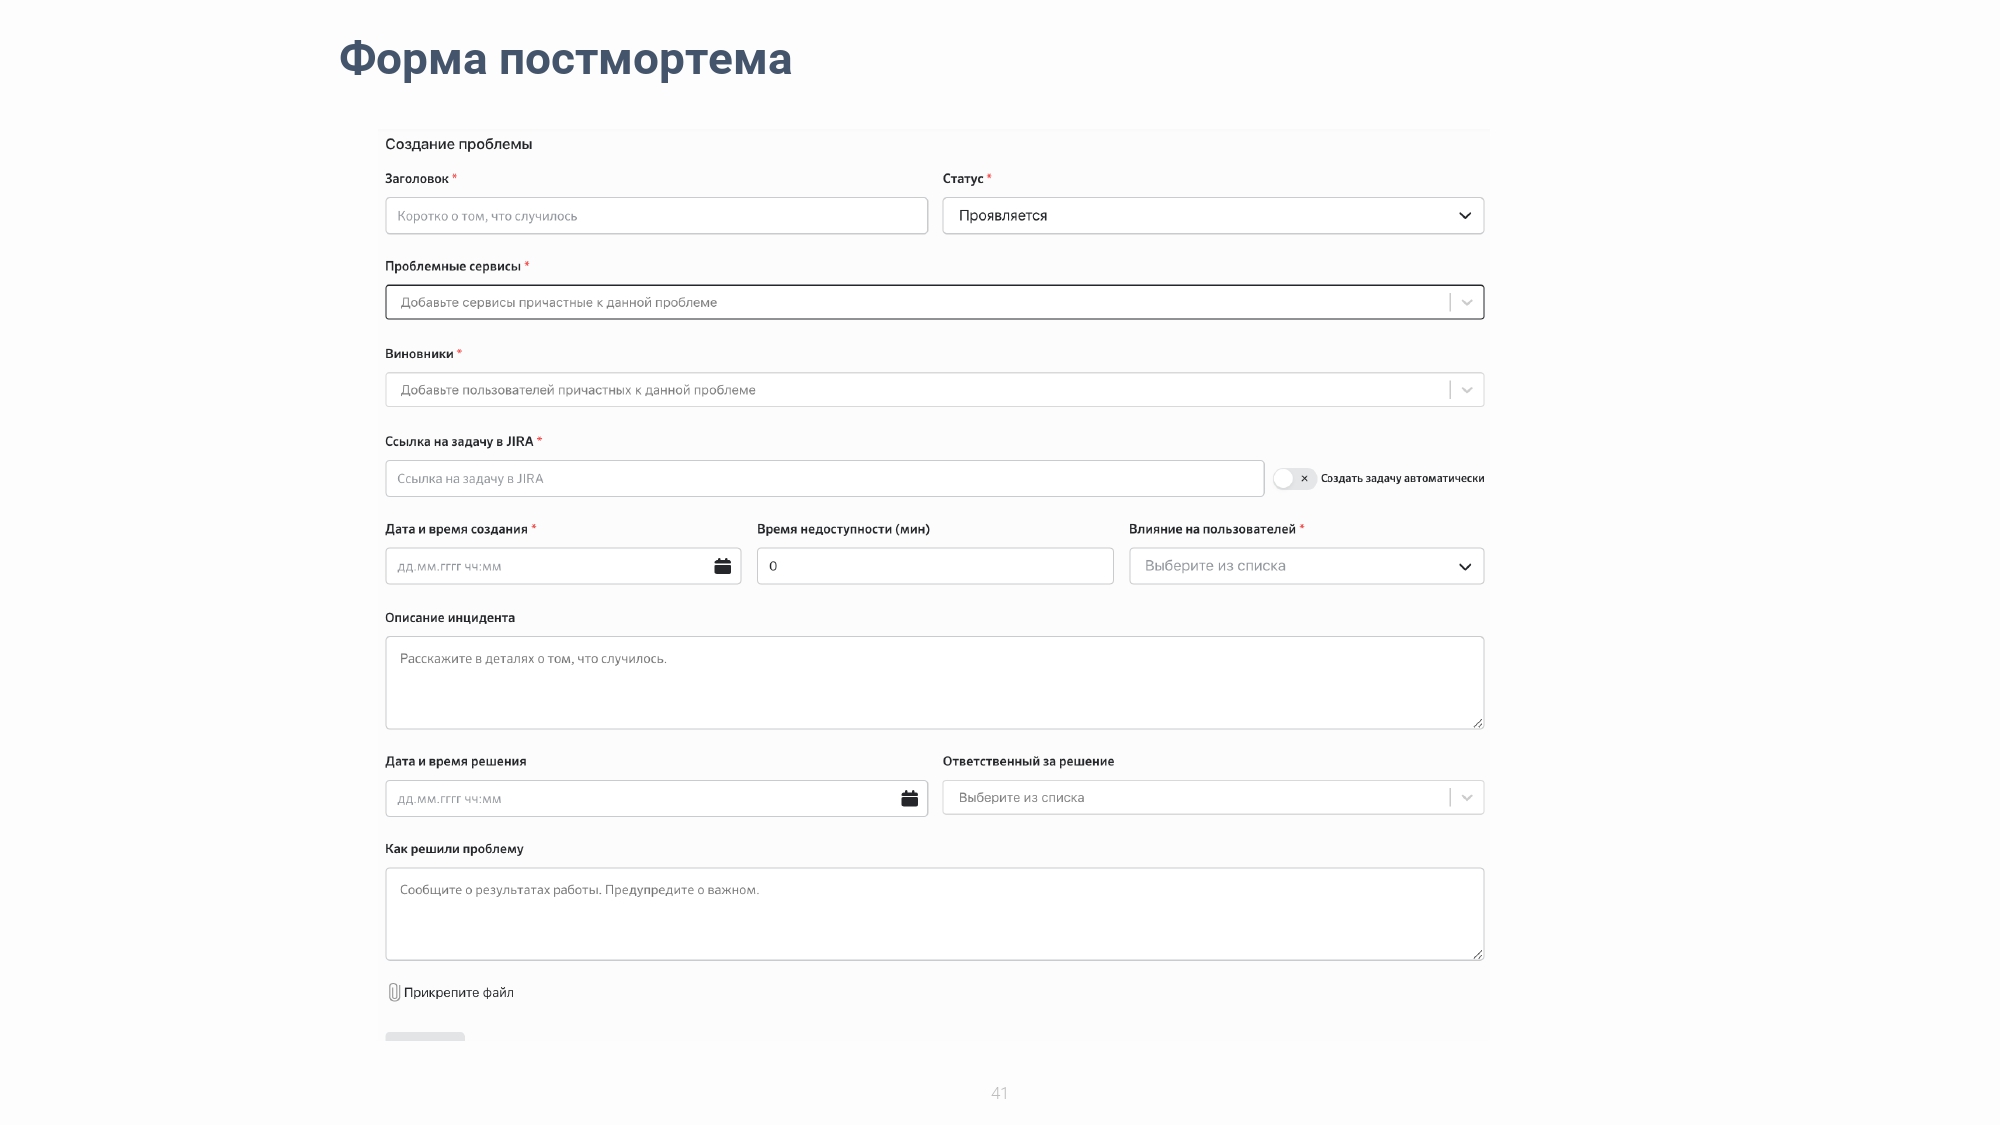 Форма постмортема
Создание проблемы
Заголовок *
Статус *
Коротко о том, что случилось
Проявляется
Проблемные сервисы *
Добавьте сервисы причастные к данной проблеме
Виновники *
Добавьте пользователей причастных к данной проблеме
Ссылка на задачу в JIRA *
Ссылка на задачу в JIRA
Создать задачу автоматически
Дата и время создания *
Время недоступности (мин)
Влияние на пользователей *
дд.мм.гггг чч:мм
0
Выберите из списка
Описание инцидента
Расскажите в деталях о том, что случилось.
Дата и время решения
Ответственный за решение
дд.мм.гггг чч:мм
Выберите из списка
Как решили проблему
Сообщите о результатах работы. Предупредите о важном.
Прикрепите файл
41